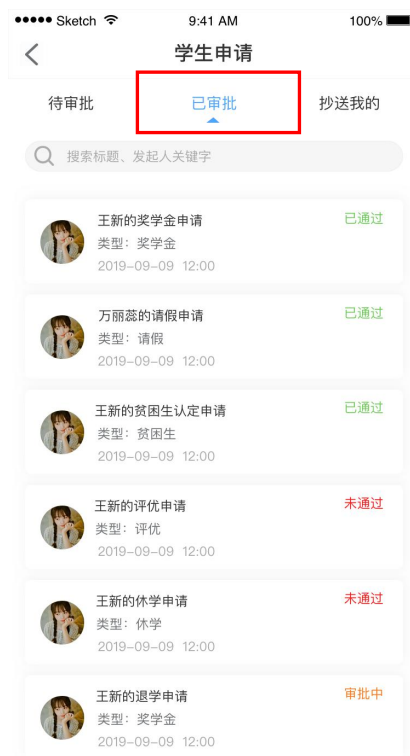 Sketch 9:41 AM 100%
学生申请
待审批 已审批 抄送我的
搜索标题、发起人关键字
王新的奖学金申请 已通过
类型：奖学金
2019-09-09 12:00
万丽蕊的请假申请 已通过
类型：请假
2019-09-09 12:00
王新的贫困生认定申请 已通过
类型：贫困生
2019-09-09 12:00
王新的评优申请 未通过
类型：评优
2019-09-09 12:00
王新的休学申请 未通过
类型：休学
2019-09-09 12:00
王新的退学申请 审批中
类型：奖学金
2019-09-09 12:00